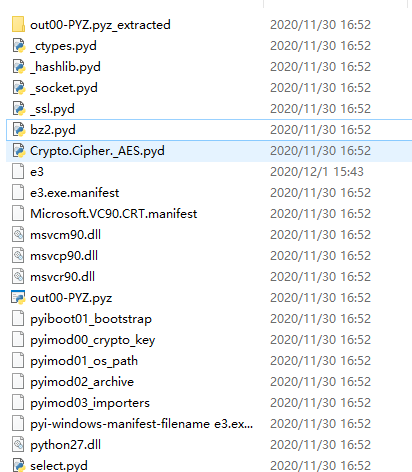 out00-PYZ.pyz_extracted 2020/11/30 16:52
_ctypes.pyd 2020/11/30 16:52
_hashlib.pyd 2020/11/30 16:52
_socket.pyd 2020/11/30 16:52
_ssl.pyd 2020/11/30 16:52
bz2.pyd 2020/11/30 16:52
Crypto.Cipher._AES.pyd 2020/11/30 16:52
e3 2020/12/1 15:43
e3.exe.manifest 2020/11/30 16:52
Microsoft.VC90.CRT.manifest 2020/11/30 16:52
msvcm90.dll 2020/11/30 16:52
msvcp90.dll 2020/11/30 16:52
msvcr90.dll 2020/11/30 16:52
out00-PYZ.pyz 2020/11/30 16:52
pyiboot01_bootstrap 2020/11/30 16:52
pyimod00_crypto_key 2020/11/30 16:52
pyimod01_os_path 2020/11/30 16:52
pyimod02_archive 2020/11/30 16:52
pyimod03_importers 2020/11/30 16:52
pyi-windows-manifest-filename e3.ex... 2020/11/30 16:52
python27.dll 2020/11/30 16:52
select.pyd 2020/11/30 16:52